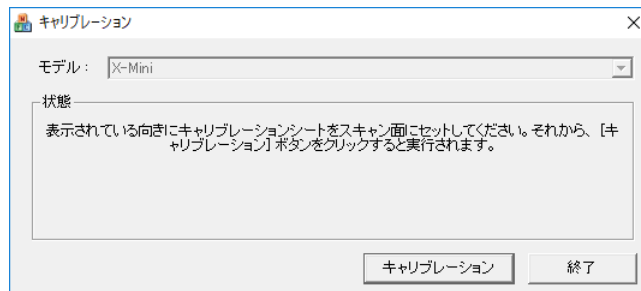 キャリブレーション
モデル： X-Mini
状態
表示されている向きにキャリブレーションシートをスキャン面にセットしてください。それから、[キ
ャリブレーション] ボタンをクリックすると実行されます。
キャリブレーション 終了